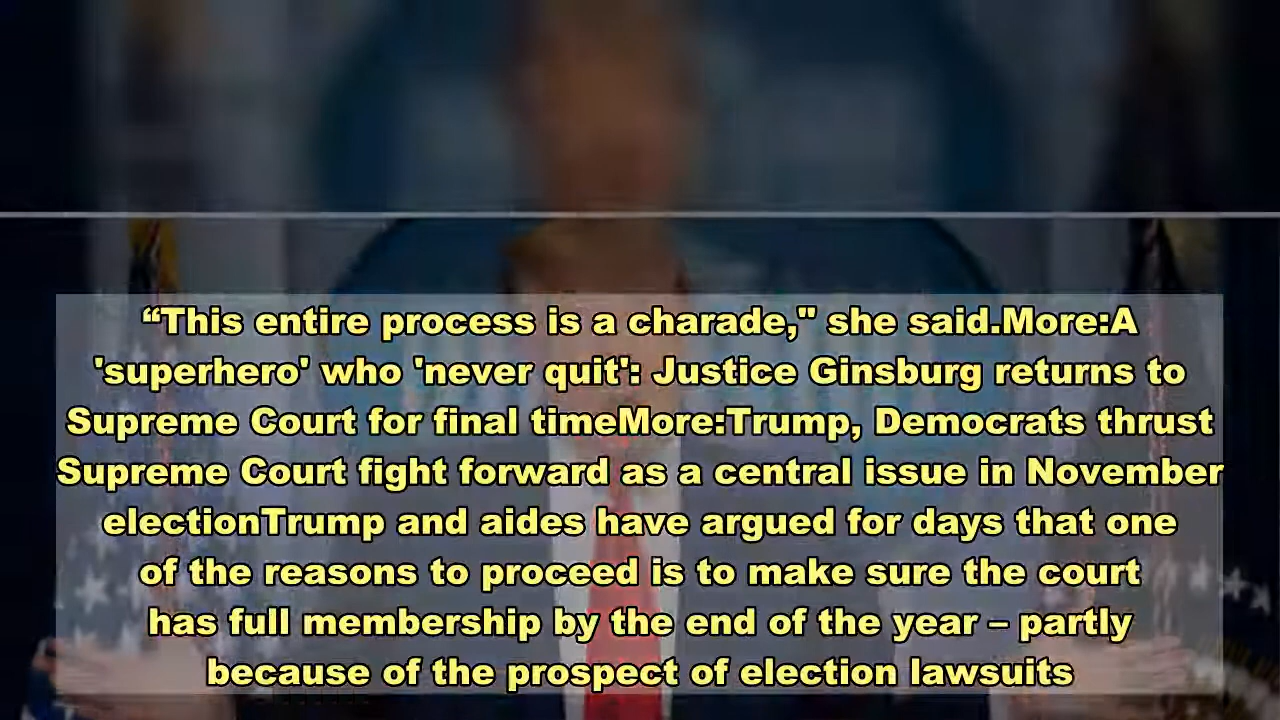 “This entire process is a charade," she said.More:A
'superhero' who 'never quit': Justice Ginsburg returns to
Supreme Court for final timeMore:Trump, Democrats thrust
Supreme Court fight forward as a central issue in November
electionTrump and aides have argued for days that one
of the reasons to proceed is to make sure the court
has full membership by the end of the year – partly
because of the prospect of election lawsuits